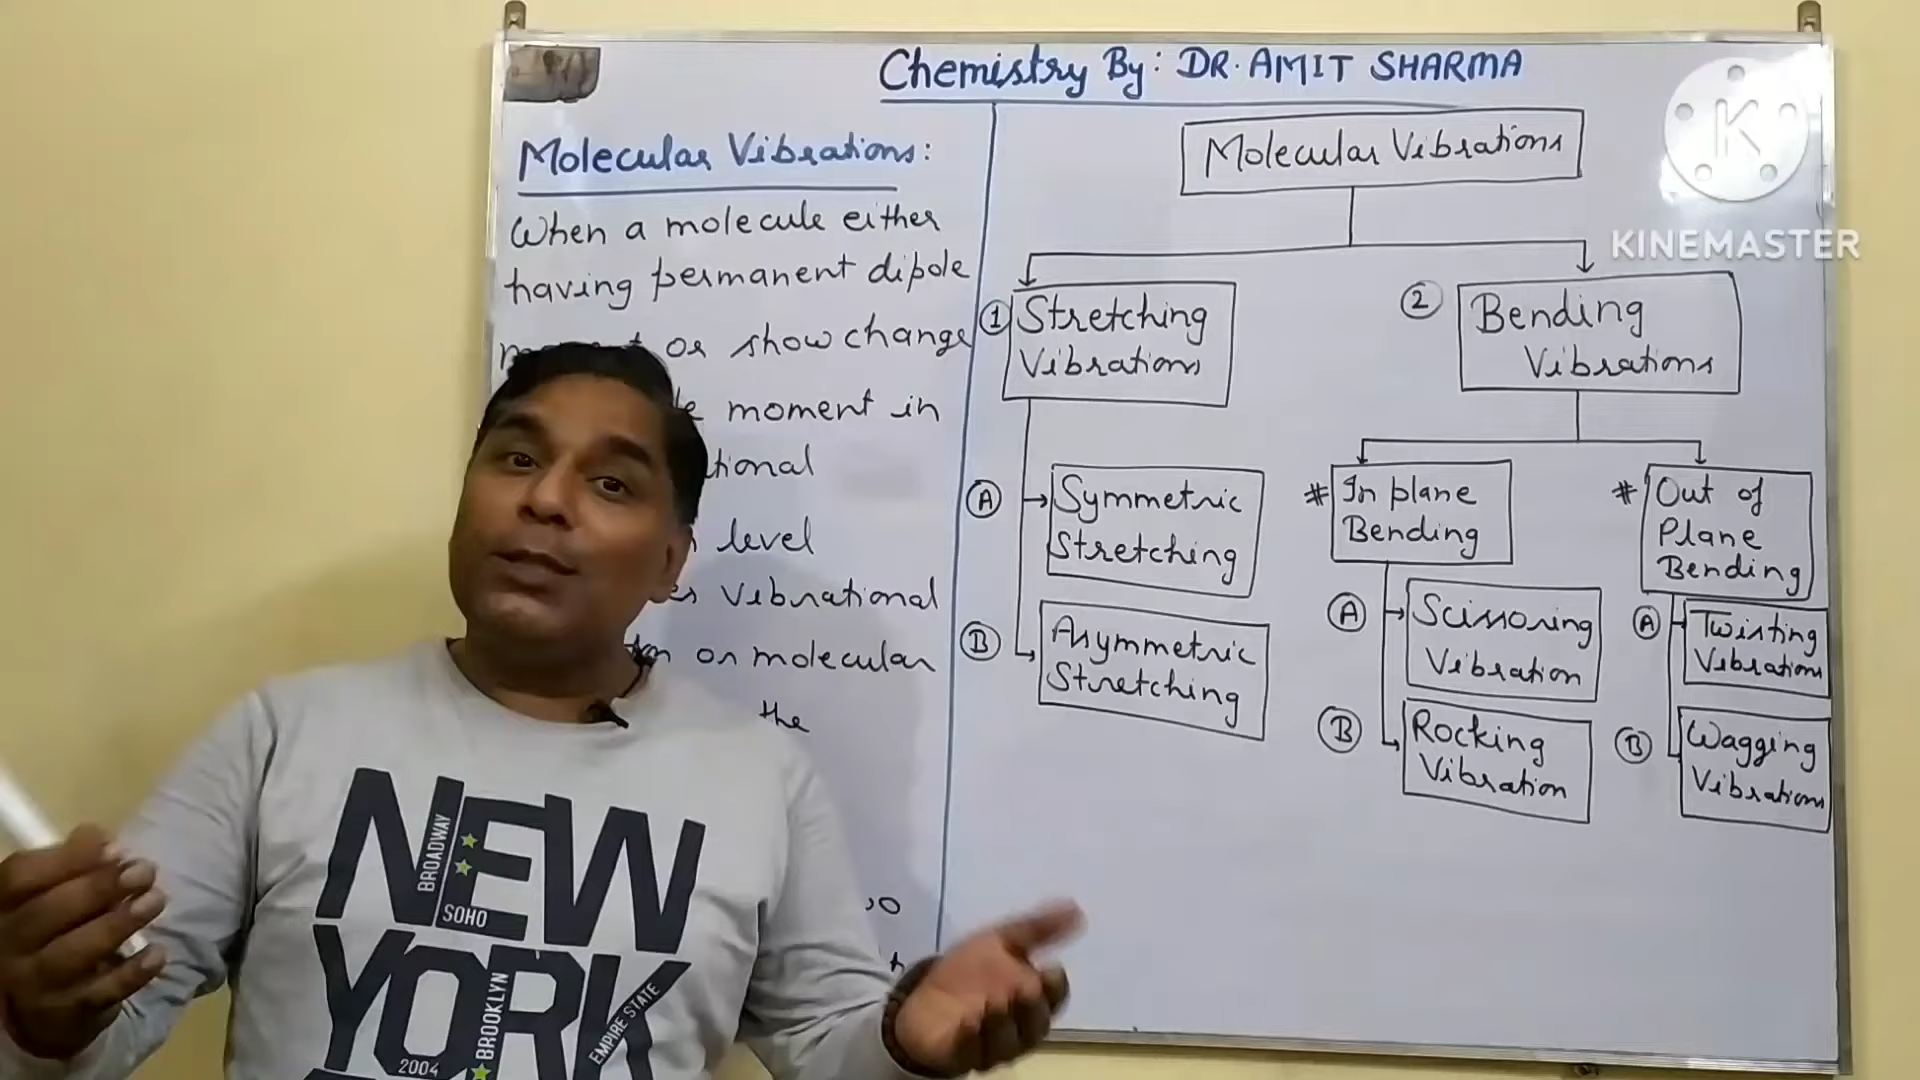 Chemistry By: DR. AMIT SHARMA
Molecular Vibrations:
When a molecule either
having permanent dipole
or show change
moment in
level
vibrational
or molecular
the
Molecular Vibrations
1 Stretching
Vibrations
A Symmetric
Stretching
B Asymmetric
Stretching
2 Bending
Vibrations
# In plane
Bending
A Scissoring
Vibration
B Rocking
Vibration
# Out of
Plane
Bending
A Twisting
Vibrations
B Wagging
Vibrations
KINEMASTER
NEW
BROADWAY
SOHO
YORK
2004
BROOKLYN
EMPIRE STATE